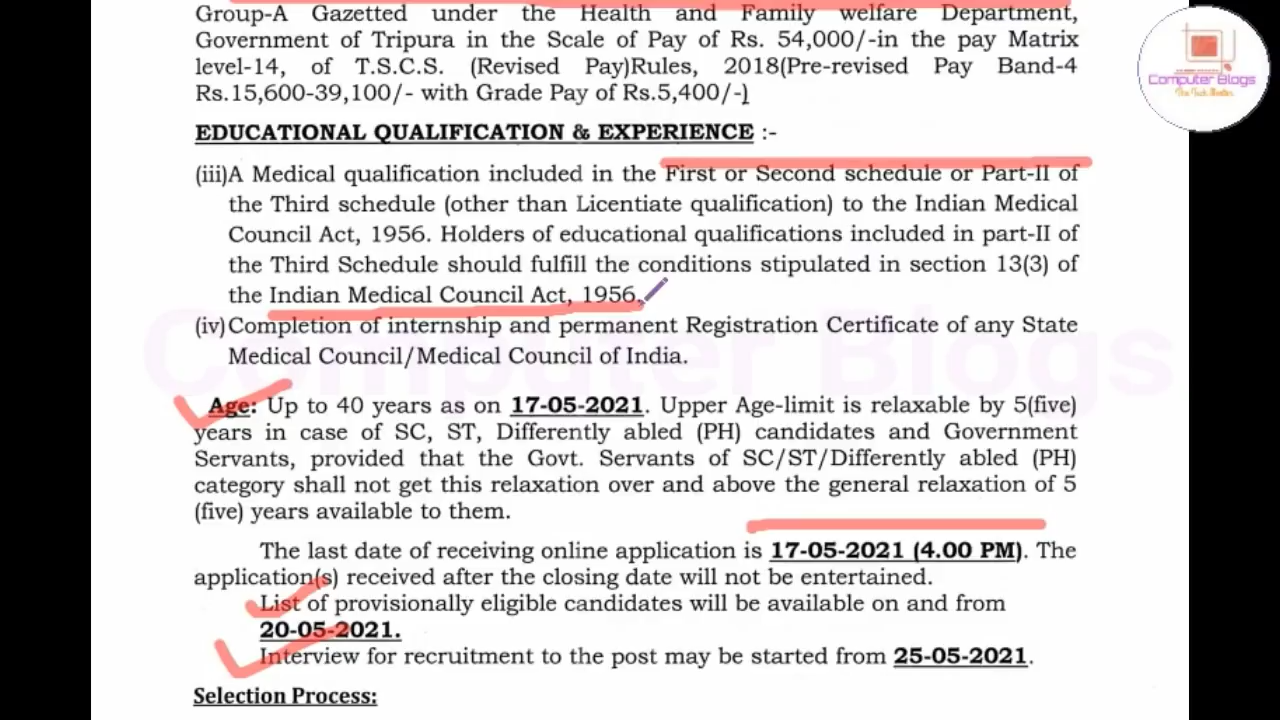 Group-A Gazetted under the Health and Family welfare Department,
Government of Tripura in the Scale of Pay of Rs. 54,000/-in the pay Matrix
level-14, of T.S.C.S. (Revised Pay)Rules, 2018(Pre-revised Pay Band-4
Rs.15,600-39,100/- with Grade Pay of Rs.5,400/-)
EDUCATIONAL QUALIFICATION & EXPERIENCE :-
(iii)A Medical qualification included in the First or Second schedule or Part-II of
the Third schedule (other than Licentiate qualification) to the Indian Medical
Council Act, 1956. Holders of educational qualifications included in part-II of
the Third Schedule should fulfill the conditions stipulated in section 13(3) of
the Indian Medical Council Act, 1956.
(iv)Completion of internship and permanent Registration Certificate of any State
Medical Council/Medical Council of India.
Age: Up to 40 years as on 17-05-2021. Upper Age-limit is relaxable by 5(five)
years in case of SC, ST, Differently abled (PH) candidates and Government
Servants, provided that the Govt. Servants of SC/ST/Differently abled (PH)
category shall not get this relaxation over and above the general relaxation of 5
(five) years available to them.
The last date of receiving online application is 17-05-2021 (4.00 PM). The
application(s) received after the closing date will not be entertained.
List of provisionally eligible candidates will be available on and from
20-05-2021.
Interview for recruitment to the post may be started from 25-05-2021.
Selection Process:
Computer Blogs
Computer Blogs